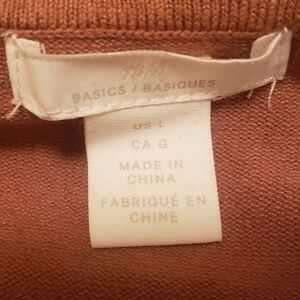 H&M
BASICS / BASIQUES
US L
CA G
MADE IN
CHINA
FABRIQUÉ EN
CHINE